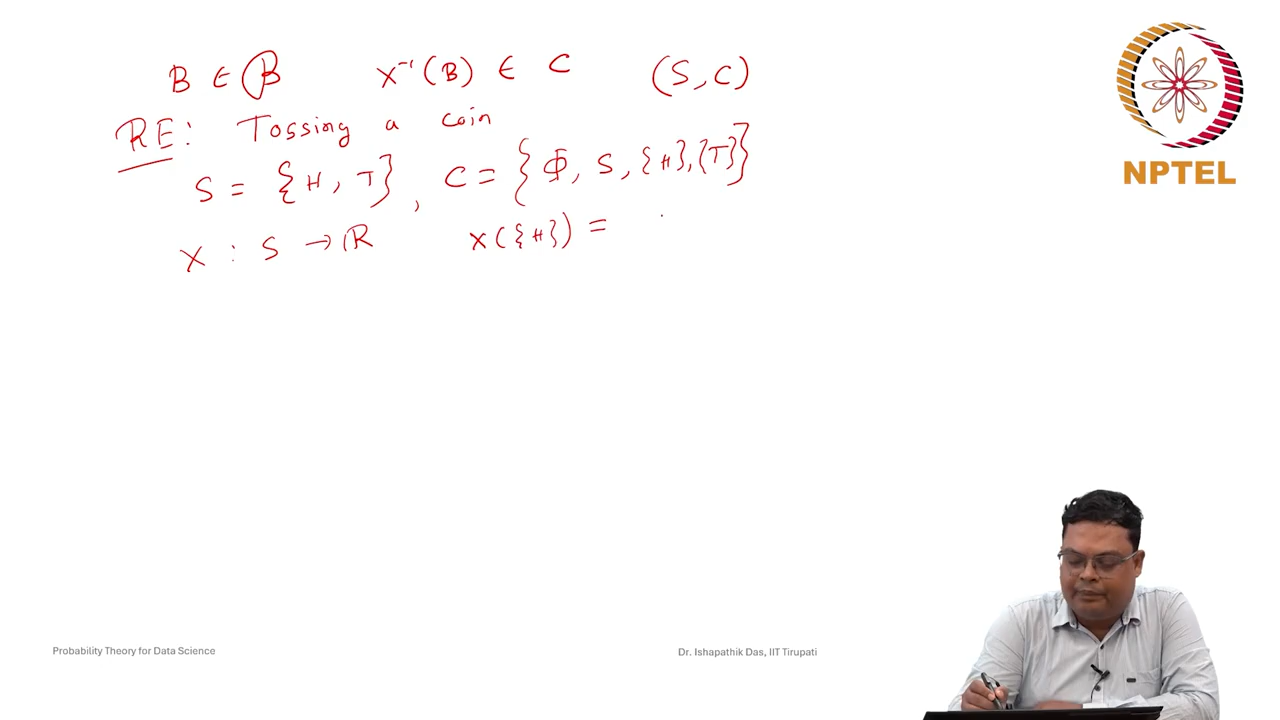 B ∈ ℬ X⁻¹(B) ∈ C (S, C)
RE: Tossing a coin
S = {H, T}, C = {Φ, S, {H}, {T}}
X : S → ℝ X({H}) =
NPTEL
Probability Theory for Data Science
Dr. Ishapathik Das, IIT Tirupati